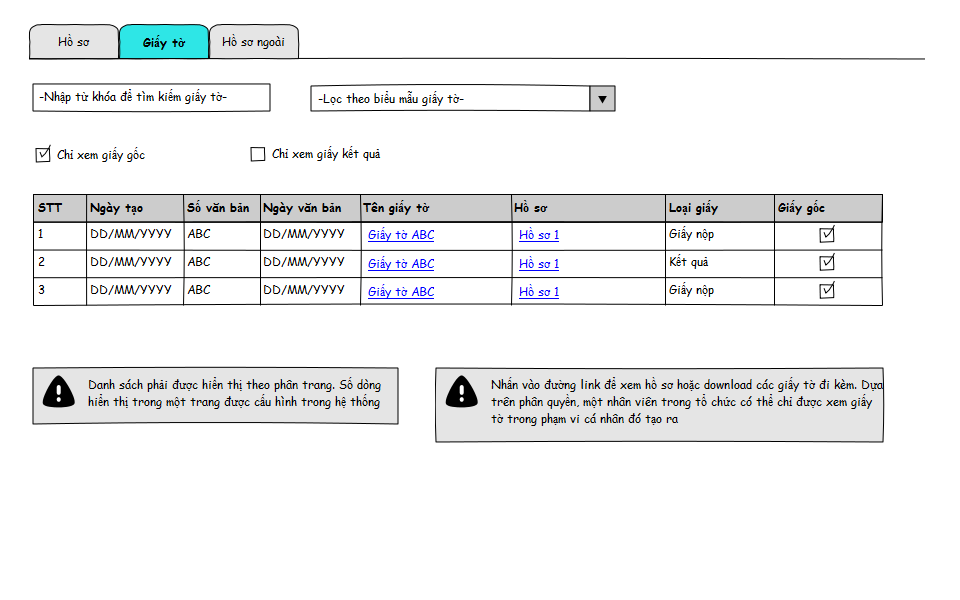 Hồ sơ Giấy tờ Hồ sơ ngoài
-Nhập từ khóa để tìm kiếm giấy tờ- -Lọc theo biểu mẫu giấy tờ-
Chỉ xem giấy gốc Chỉ xem giấy kết quả
STT Ngày tạo Số văn bản Ngày văn bản Tên giấy tờ Hồ sơ Loại giấy Giấy gốc
1 DD/MM/YYYY ABC DD/MM/YYYY Giấy tờ ABC Hồ sơ 1 Giấy nộp
2 DD/MM/YYYY ABC DD/MM/YYYY Giấy tờ ABC Hồ sơ 1 Kết quả
3 DD/MM/YYYY ABC DD/MM/YYYY Giấy tờ ABC Hồ sơ 1 Giấy nộp
Danh sách phải được hiển thị theo phân trang. Số dòng
hiển thị trong một trang được cấu hình trong hệ thống
Nhấn vào đường link để xem hồ sơ hoặc download các giấy tờ đi kèm. Dựa
trên phân quyền, một nhân viên trong tổ chức có thể chỉ được xem giấy
tờ trong phạm vi cá nhân đó tạo ra